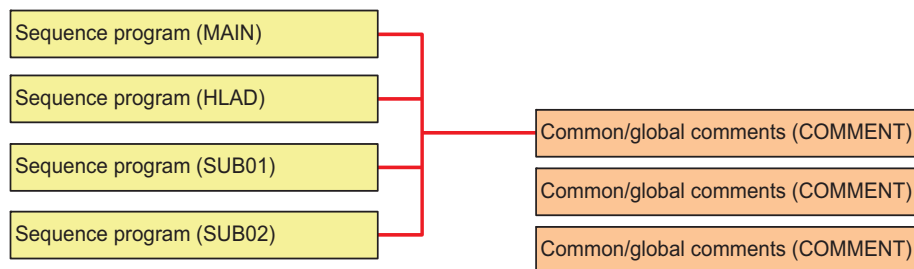 Sequence program (MAIN)
Sequence program (HLAD)
Sequence program (SUB01)
Sequence program (SUB02)
Common/global comments (COMMENT)
Common/global comments (COMMENT)
Common/global comments (COMMENT)